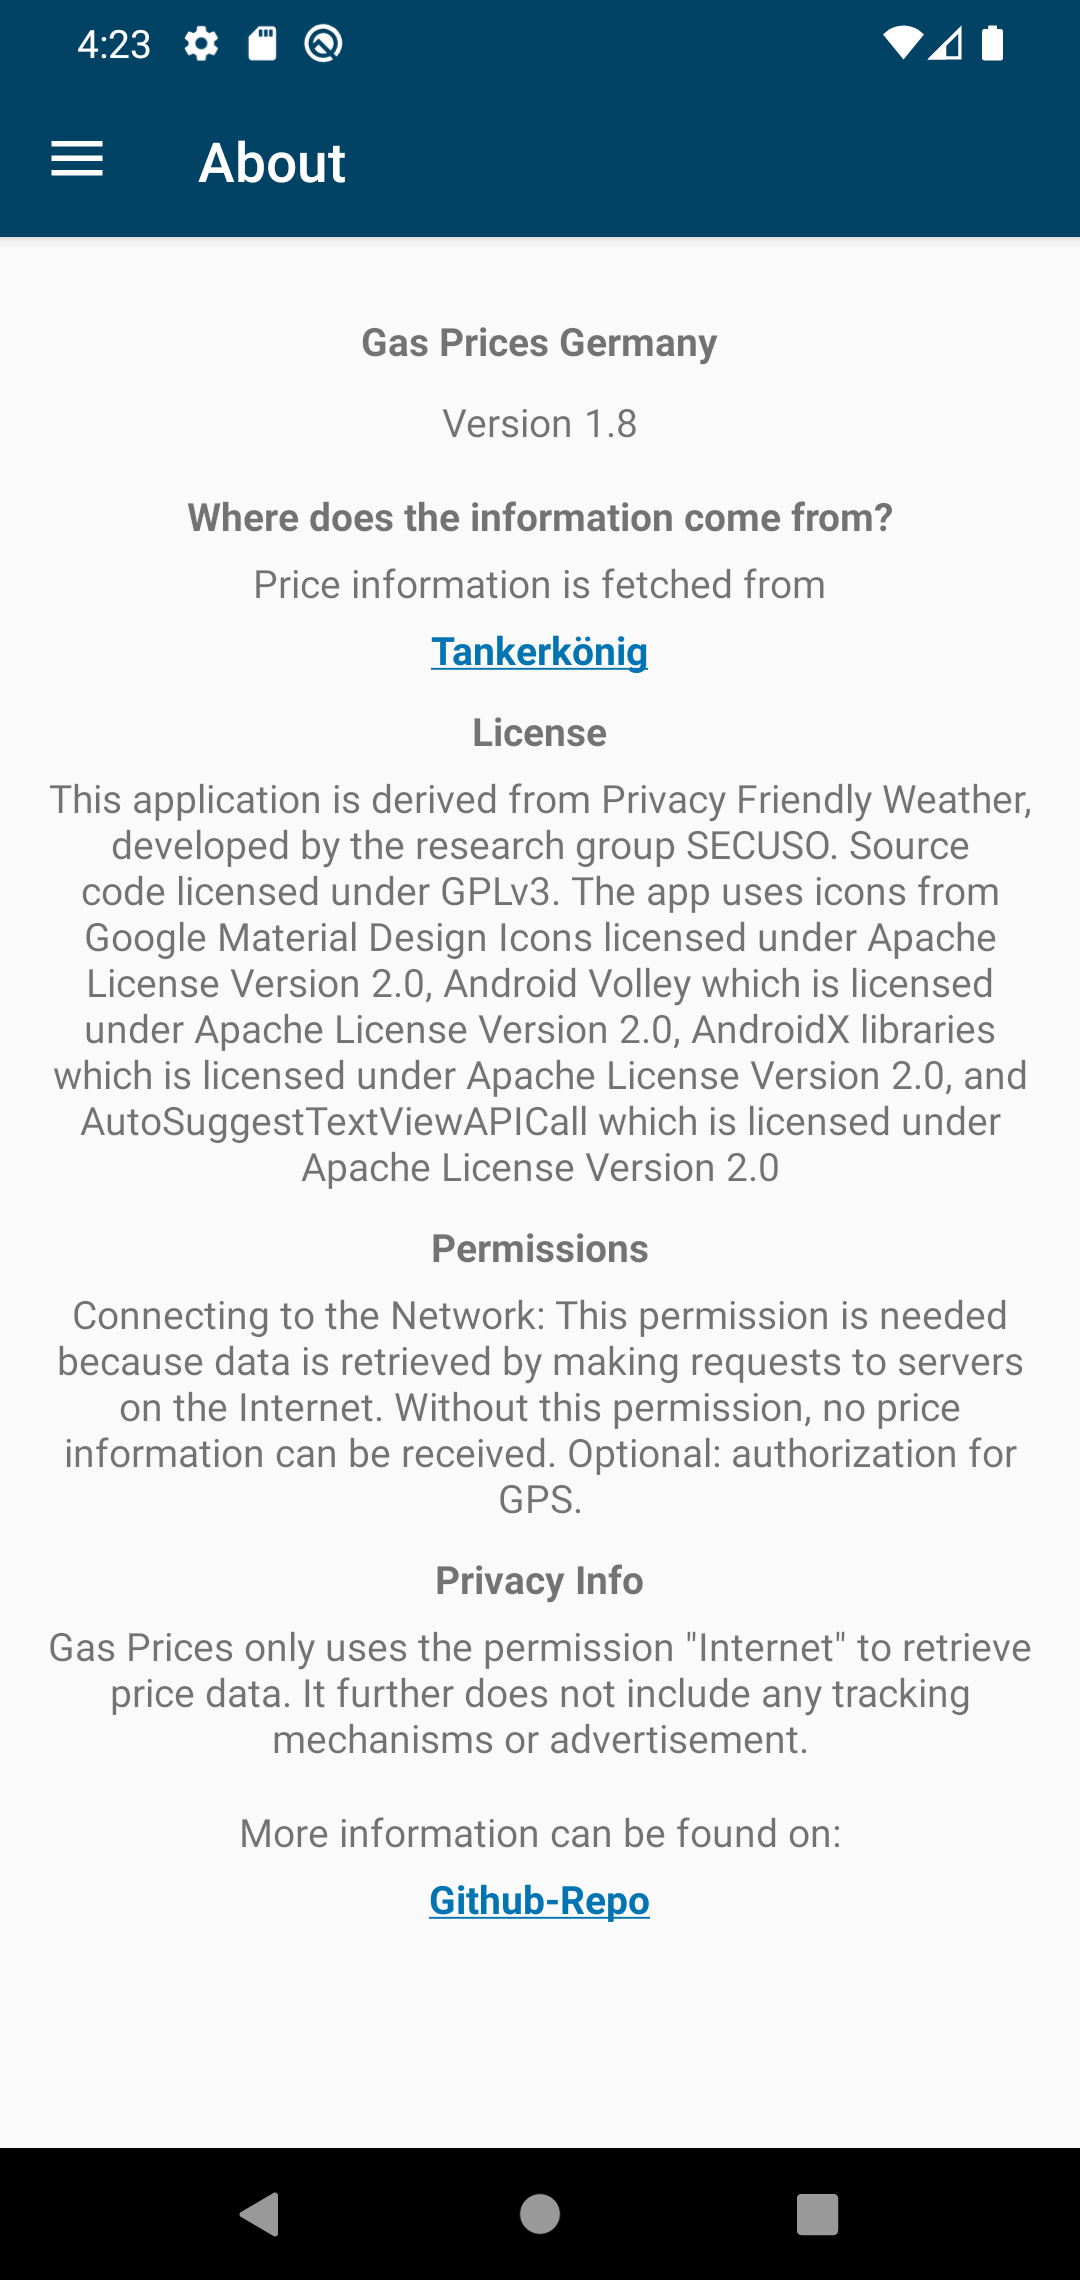 4:23
About
Gas Prices Germany
Version 1.8
Where does the information come from?
Price information is fetched from
Tankerkönig
License
This application is derived from Privacy Friendly Weather,
developed by the research group SECUSO. Source
code licensed under GPLv3. The app uses icons from
Google Material Design Icons licensed under Apache
License Version 2.0, Android Volley which is licensed
under Apache License Version 2.0, AndroidX libraries
which is licensed under Apache License Version 2.0, and
AutoSuggestTextViewAPICall which is licensed under
Apache License Version 2.0
Permissions
Connecting to the Network: This permission is needed
because data is retrieved by making requests to servers
on the Internet. Without this permission, no price
information can be received. Optional: authorization for
GPS.
Privacy Info
Gas Prices only uses the permission "Internet" to retrieve
price data. It further does not include any tracking
mechanisms or advertisement.
More information can be found on:
Github-Repo